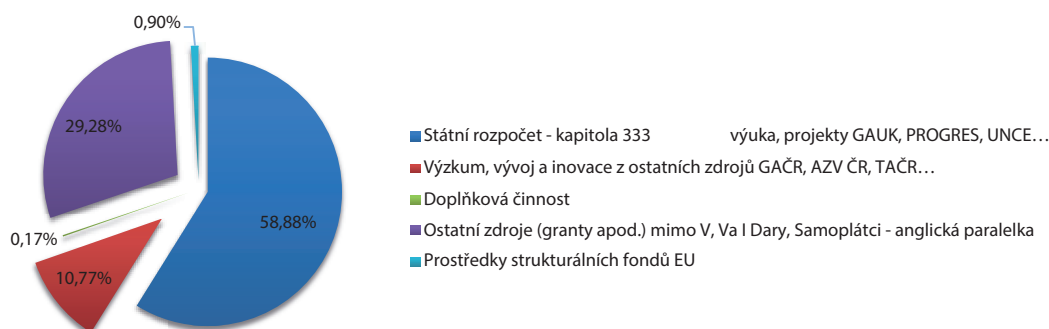 0,90%
0,17%
29,28%
58,88%
10,77%
Státní rozpočet - kapitola 333 výuka, projekty GAUK, PROGRES, UNCE…
Výzkum, vývoj a inovace z ostatních zdrojů GAČR, AZV ČR, TAČR…
Doplňková činnost
Ostatní zdroje (granty apod.) mimo V, Va I Dary, Samoplátci - anglická paralelka
Prostředky strukturálních fondů EU